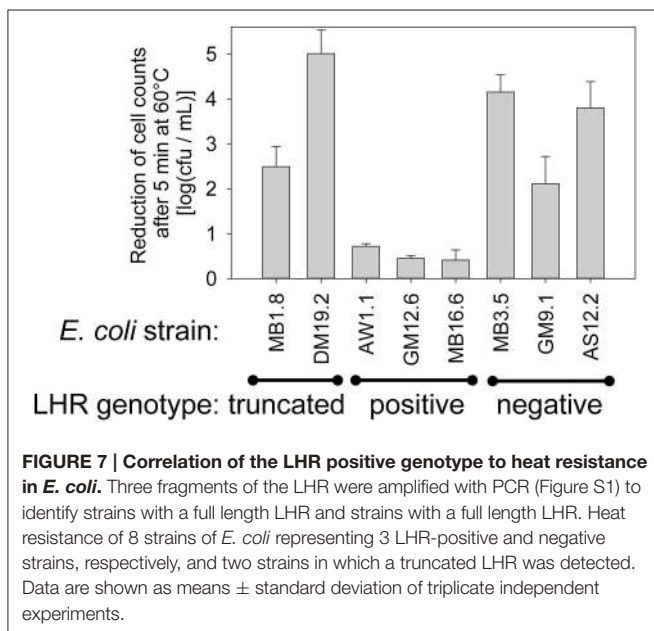 Reduction of cell counts
after 5 min at 60°C
[log(cfu / mL)]
5
4
3
2
1
0
E. coli strain:
MB1.8
DM19.2
AW1.1
GM12.6
MB16.6
MB3.5
GM9.1
AS12.2
LHR genotype: truncated positive negative
FIGURE 7 | Correlation of the LHR positive genotype to heat resistance
in E. coli. Three fragments of the LHR were amplified with PCR (Figure S1) to
identify strains with a full length LHR and strains with a full length LHR. Heat
resistance of 8 strains of E. coli representing 3 LHR-positive and negative
strains, respectively, and two strains in which a truncated LHR was detected.
Data are shown as means ± standard deviation of triplicate independent
experiments.